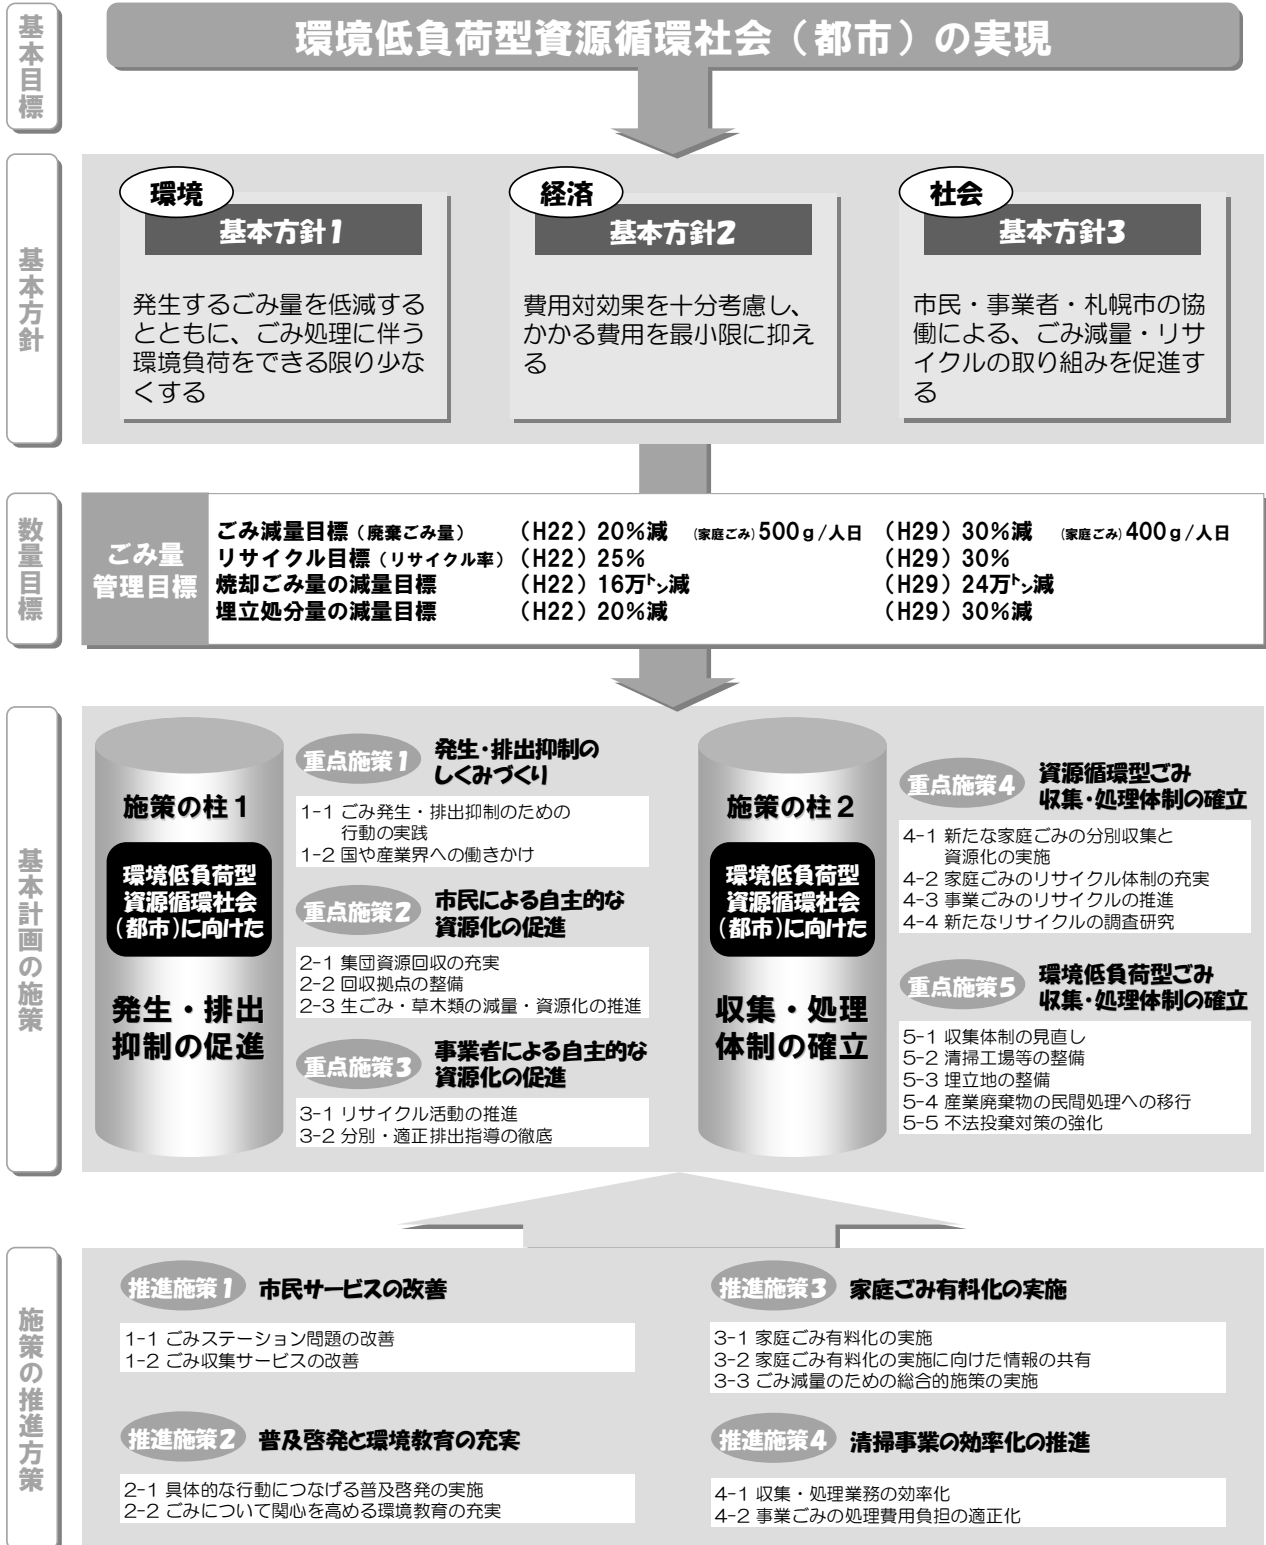 基本目標
環境低負荷型資源循環社会（都市）の実現
基本方針
環境
基本方針1
発生するごみ量を低減する
とともに、ごみ処理に伴う
環境負荷をできる限り少な
くする
経済
基本方針2
費用対効果を十分考慮し、
かかる費用を最小限に抑え
る
社会
基本方針3
市民・事業者・札幌市の協
働による、ごみ減量・リサ
イクルの取り組みを促進す
る
数量目標
ごみ量
管理目標
ごみ減量目標（廃棄ごみ量）　（H22）20％減　(家庭ごみ)500g/人日　（H29）30％減　(家庭ごみ)400g/人日
リサイクル目標（リサイクル率）（H22）25％　（H29）30％
焼却ごみ量の減量目標　（H22）16万㌧減　（H29）24万㌧減
埋立処分量の減量目標　（H22）20％減　（H29）30％減
基本計画の施策
施策の柱1
環境低負荷型
資源循環社会
(都市)に向けた
発生・排出
抑制の促進
重点施策1
発生・排出抑制の
しくみづくり
1-1 ごみ発生・排出抑制のための
行動の実践
1-2 国や産業界への働きかけ
重点施策2
市民による自主的な
資源化の促進
2-1 集団資源回収の充実
2-2 回収拠点の整備
2-3 生ごみ・草木類の減量・資源化の推進
重点施策3
事業者による自主的な
資源化の促進
3-1 リサイクル活動の推進
3-2 分別・適正排出指導の徹底
施策の柱2
環境低負荷型
資源循環社会
(都市)に向けた
収集・処理
体制の確立
重点施策4
資源循環型ごみ
収集・処理体制の確立
4-1 新たな家庭ごみの分別収集と
資源化の実施
4-2 家庭ごみのリサイクル体制の充実
4-3 事業ごみのリサイクルの推進
4-4 新たなリサイクルの調査研究
重点施策5
環境低負荷型ごみ
収集・処理体制の確立
5-1 収集体制の見直し
5-2 清掃工場等の整備
5-3 埋立地の整備
5-4 産業廃棄物の民間処理への移行
5-5 不法投棄対策の強化
施策の推進方策
推進施策1 市民サービスの改善
1-1 ごみステーション問題の改善
1-2 ごみ収集サービスの改善
推進施策2 普及啓発と環境教育の充実
2-1 具体的な行動につなげる普及啓発の実施
2-2 ごみについて関心を高める環境教育の充実
推進施策3 家庭ごみ有料化の実施
3-1 家庭ごみ有料化の実施
3-2 家庭ごみ有料化の実施に向けた情報の共有
3-3 ごみ減量のための総合的施策の実施
推進施策4 清掃事業の効率化の推進
4-1 収集・処理業務の効率化
4-2 事業ごみの処理費用負担の適正化